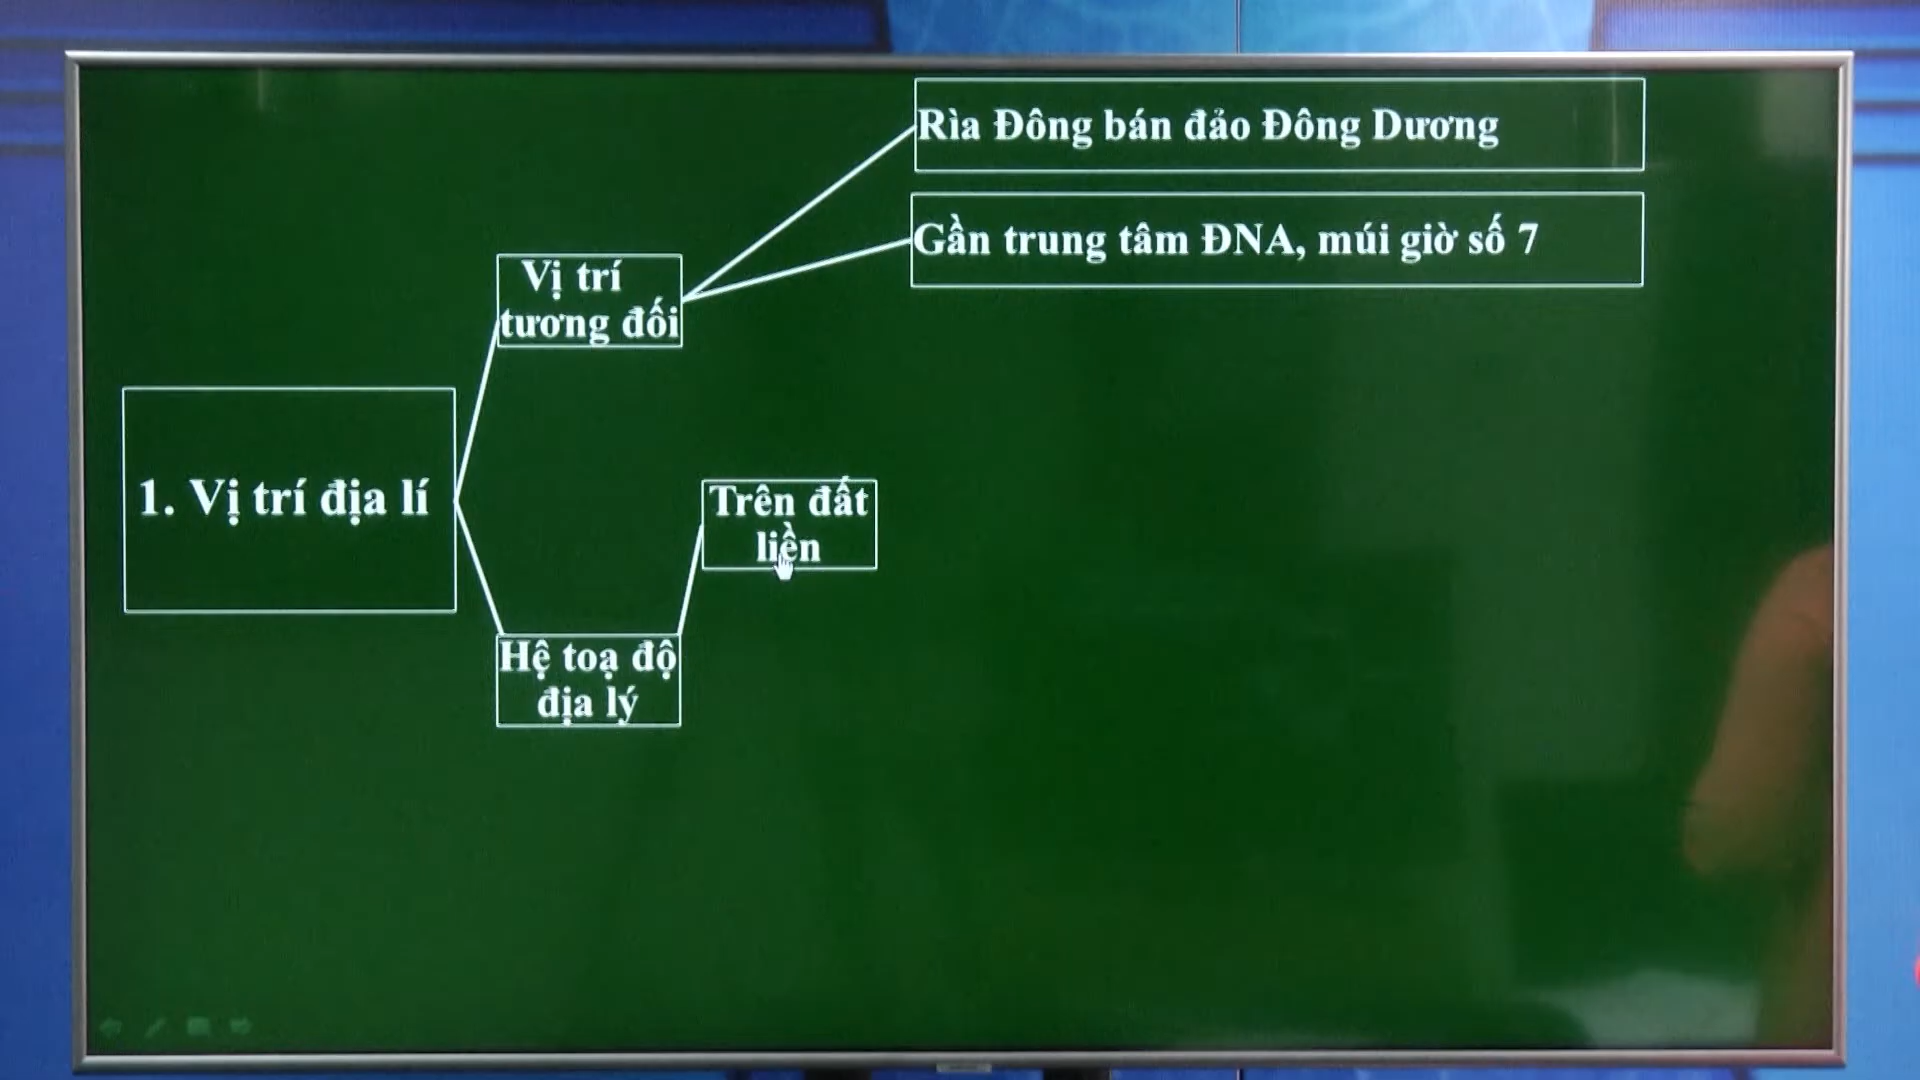 Rìa Đông bán đảo Đông Dương
Gần trung tâm ĐNA, múi giờ số 7
Vị trí
tương đối
1. Vị trí địa lí
Trên đất
liền
Hệ toạ độ
địa lý